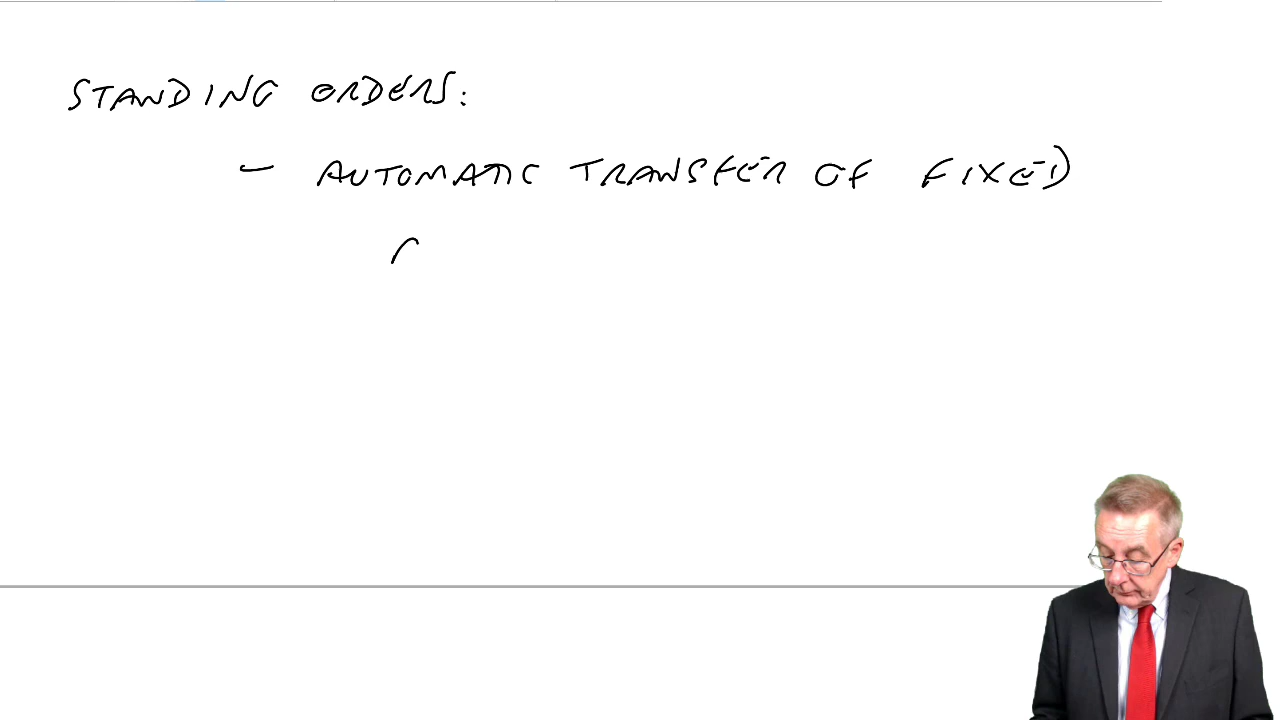 STANDING ORDERS:
- AUTOMATIC TRANSFER OF FIXED